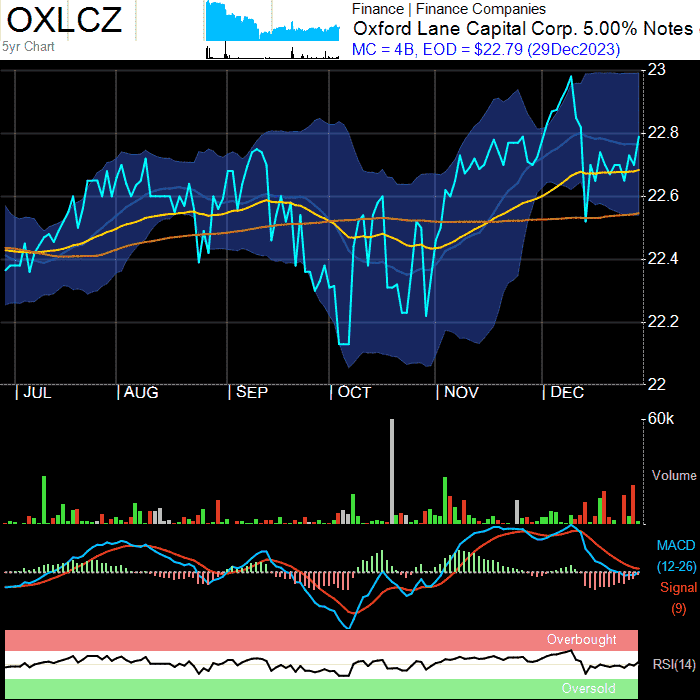 OXLCZ
5yr Chart
Finance | Finance Companies
Oxford Lane Capital Corp. 5.00% Notes
MC = 4B, EOD = $22.79 (29Dec2023)
23
22.8
22.6
22.4
22.2
22
| JUL | AUG | SEP | OCT | NOV | DEC
60k
Volume
MACD
(12-26)
Signal
(9)
Overbought
RSI(14)
Oversold